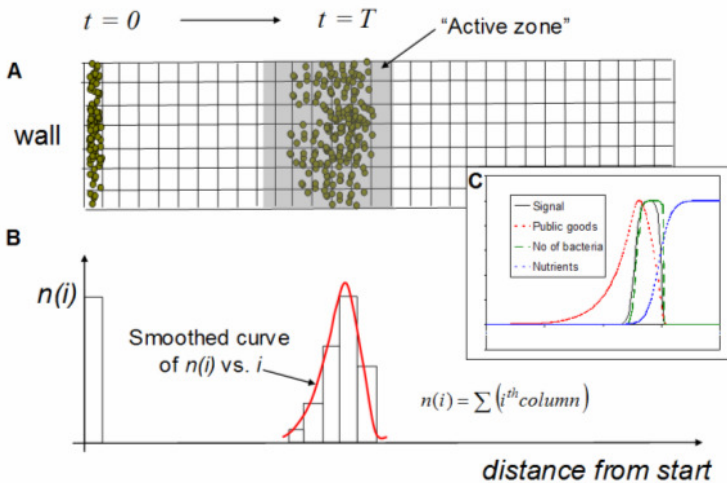 t = 0
t = T
"Active zone"
A
wall
C
Signal
Public goods
No of bacteria
Nutrients
B
n(i)
Smoothed curve
of n(i) vs. i
n(i) = ∑ (i^th column)
distance from start